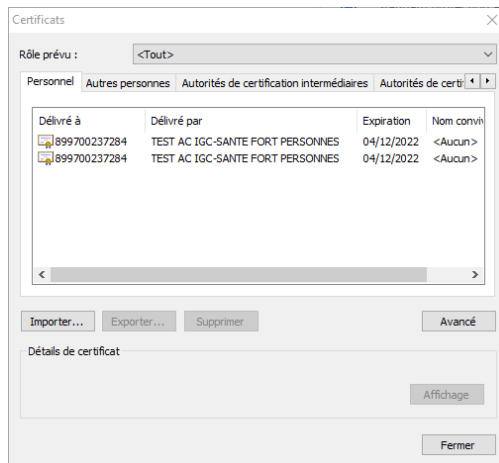 Certificats
Rôle prévu : <Tout>
Personnel Autres personnes Autorités de certification intermédiaires Autorités de certi
Délivré à Délivré par Expiration Nom convi
899700237284 TEST AC IGC-SANTE FORT PERSONNES 04/12/2022 <Aucun>
899700237284 TEST AC IGC-SANTE FORT PERSONNES 04/12/2022 <Aucun>
Importer... Exporter... Supprimer Avancé
Détails de certificat
Affichage
Fermer